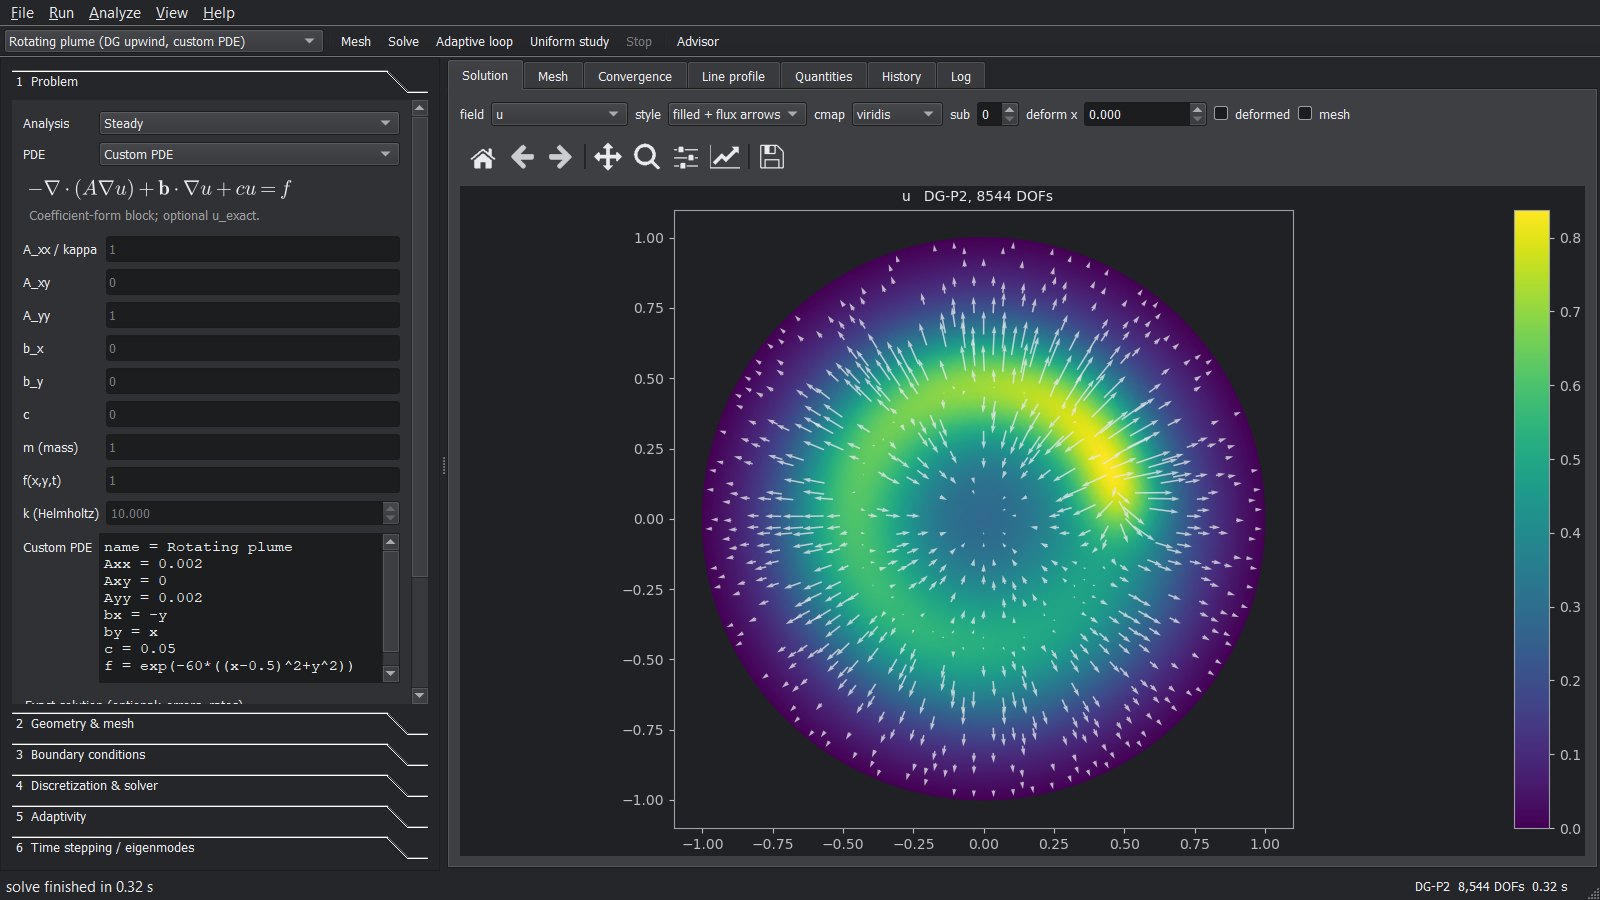 File Run Analyze View Help
Rotating plume (DG upwind, custom PDE) Mesh Solve Adaptive loop Uniform study Stop Advisor
1 Problem
Analysis Steady
PDE Custom PDE
−∇ · (A∇u) + b · ∇u + cu = f
Coefficient-form block; optional u_exact.
A_xx / kappa 1
A_xy 0
A_yy 1
b_x 0
b_y 0
c 0
m (mass) 1
f(x,y,t) 1
k (Helmholtz) 10.000
Custom PDE name = Rotating plume
Axx = 0.002
Axy = 0
Ayy = 0.002
bx = -y
by = x
c = 0.05
f = exp(-60*((x-0.5)^2+y^2))
2 Geometry & mesh
3 Boundary conditions
4 Discretization & solver
5 Adaptivity
6 Time stepping / eigenmodes
Solution Mesh Convergence Line profile Quantities History Log
field u style filled + flux arrows cmap viridis sub 0 deform x 0.000 deformed mesh
u DG-P2, 8544 DOFs
1.00
0.75
0.50
0.25
0.00
−0.25
−0.50
−0.75
−1.00
−1.00 −0.75 −0.50 −0.25 0.00 0.25 0.50 0.75 1.00
0.8
0.7
0.6
0.5
0.4
0.3
0.2
0.1
0.0
solve finished in 0.32 s
DG-P2 8,544 DOFs 0.32 s